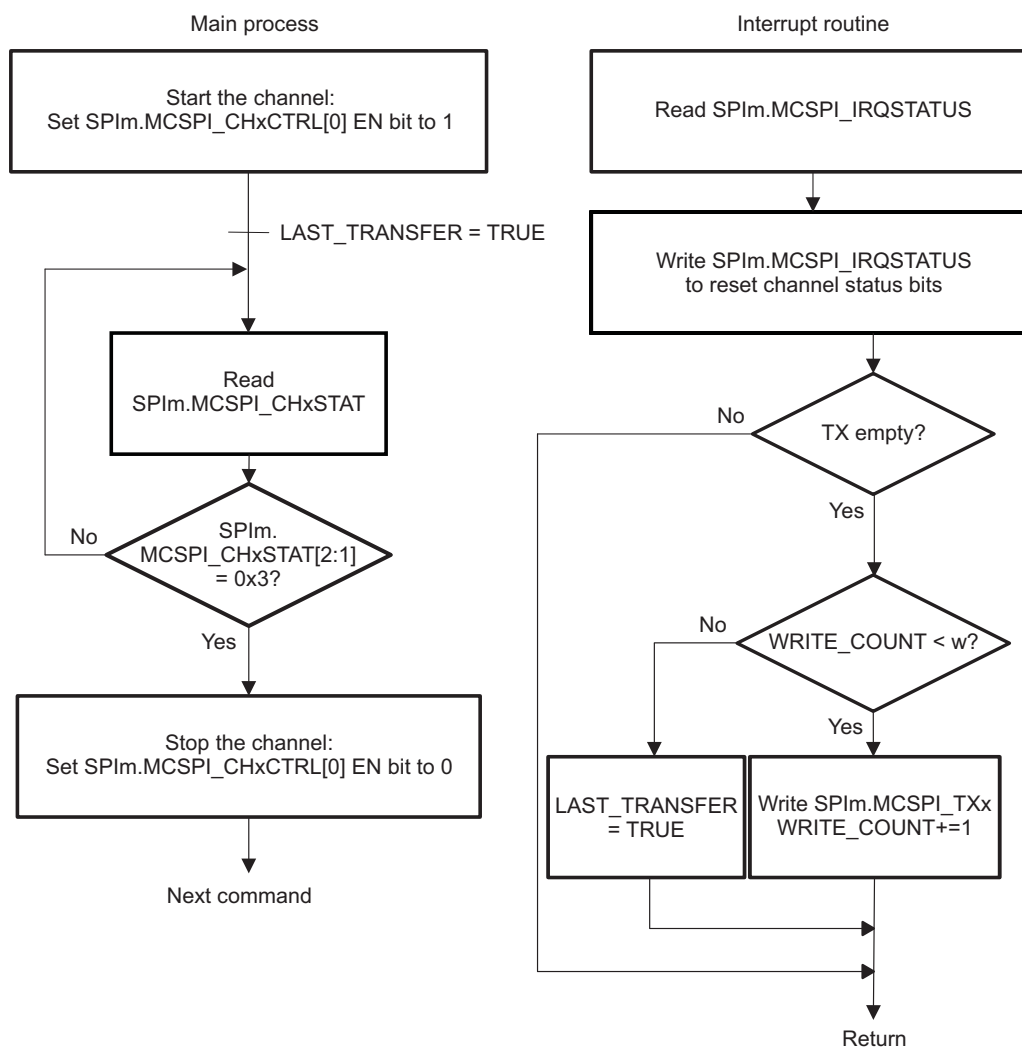 Main process
Start the channel:
Set SPIm.MCSPI_CHxCTRL[0] EN bit to 1
LAST_TRANSFER = TRUE
Read
SPIm.MCSPI_CHxSTAT
No
SPIm.
MCSPI_CHxSTAT[2:1]
= 0x3?
Yes
Stop the channel:
Set SPIm.MCSPI_CHxCTRL[0] EN bit to 0
Next command
Interrupt routine
Read SPIm.MCSPI_IRQSTATUS
Write SPIm.MCSPI_IRQSTATUS
to reset channel status bits
No
TX empty?
Yes
No
WRITE_COUNT < w?
Yes
LAST_TRANSFER
= TRUE
Write SPIm.MCSPI_TXx
WRITE_COUNT+=1
Return